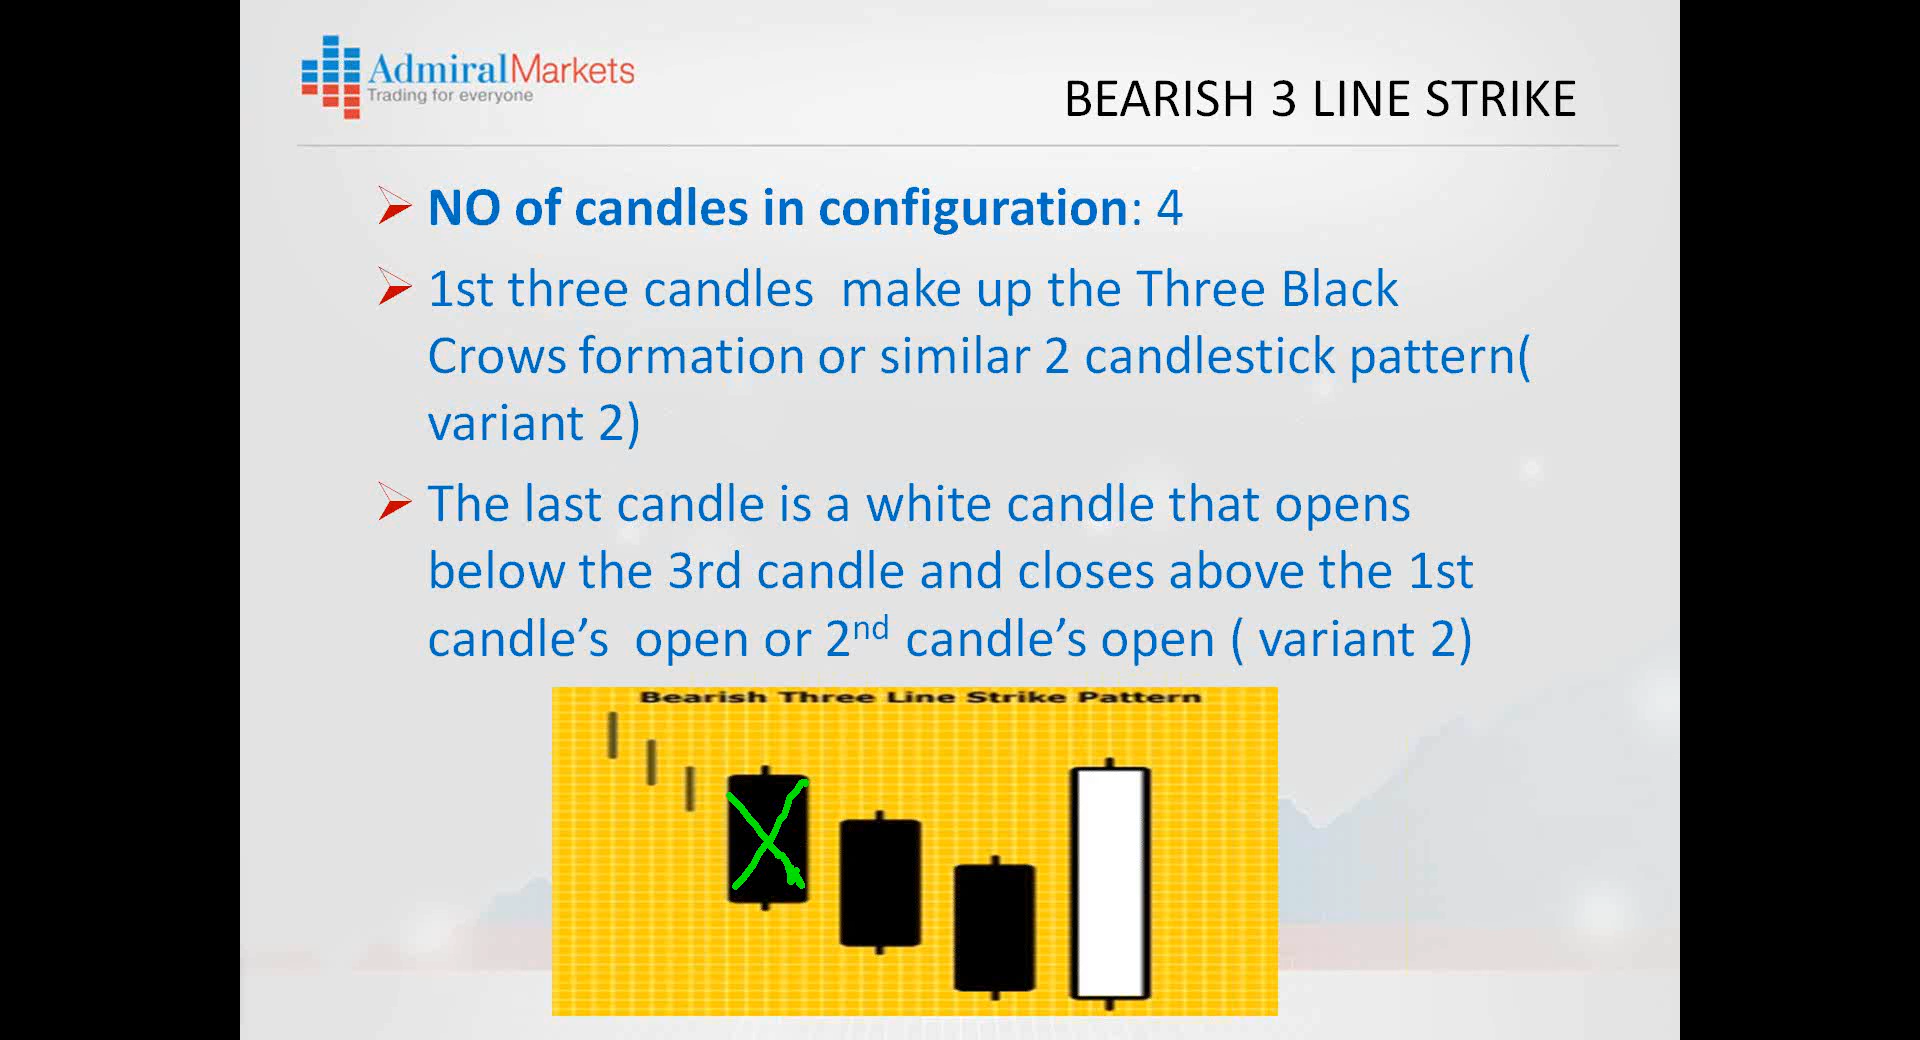 AdmiralMarkets
Trading for everyone
BEARISH 3 LINE STRIKE
NO of candles in configuration: 4
1st three candles  make up the Three Black
Crows formation or similar 2 candlestick pattern(
variant 2)
The last candle is a white candle that opens
below the 3rd candle and closes above the 1st
candle’s  open or 2nd candle’s open ( variant 2)
Bearish Three Line Strike Pattern